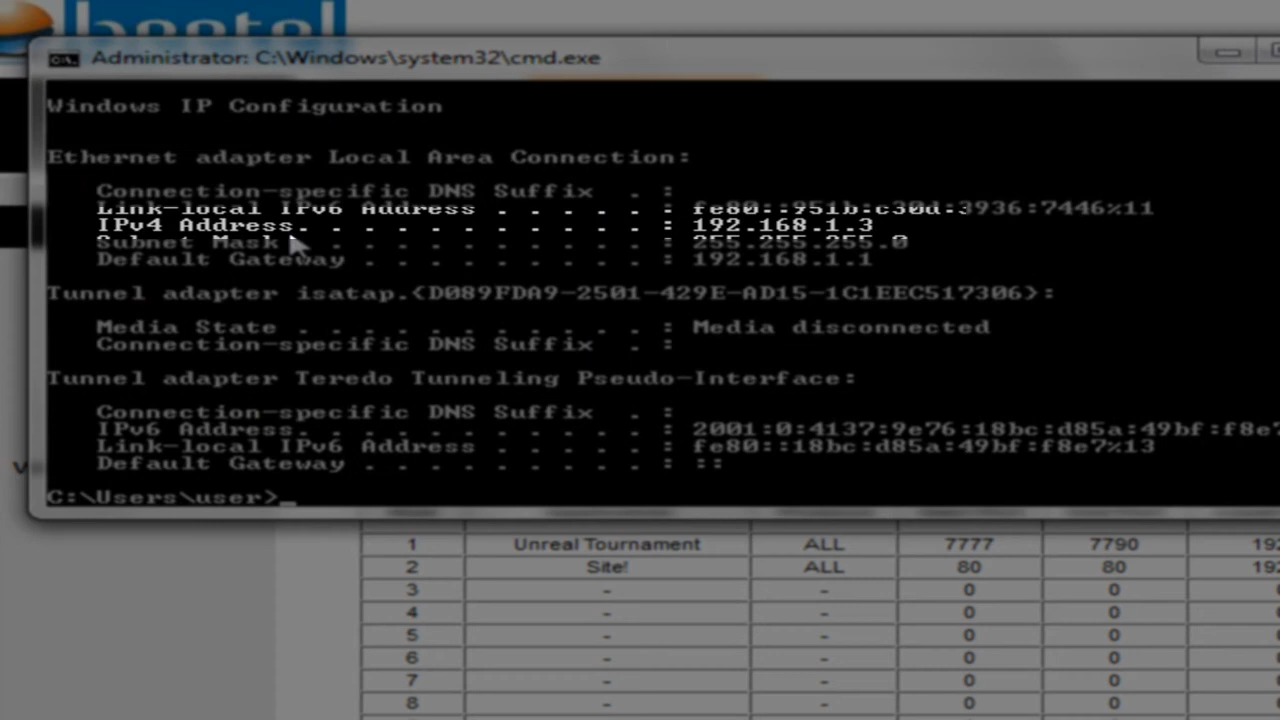 beetel
Administrator: C:\Windows\system32\cmd.exe
Windows IP Configuration
Ethernet adapter Local Area Connection:
Connection-specific DNS Suffix . :
Link-local IPv6 Address . . . . . : fe80::951b:c30d:3936:7446%11
IPv4 Address. . . . . . . . . . . : 192.168.1.3
Subnet Mask . . . . . . . . . . . : 255.255.255.0
Default Gateway . . . . . . . . . : 192.168.1.1
Tunnel adapter isatap.{D089FDA9-2501-429E-AD15-1C1EEC517306}:
Media State . . . . . . . . . . . : Media disconnected
Connection-specific DNS Suffix . :
Tunnel adapter Teredo Tunneling Pseudo-Interface:
Connection-specific DNS Suffix . :
IPv6 Address. . . . . . . . . . . : 2001:0:4137:9e76:18bc:d85a:49bf:f8e7
Link-local IPv6 Address . . . . . : fe80::18bc:d85a:49bf:f8e7%13
Default Gateway . . . . . . . . . : ::
C:\Users\user>_
1 Unreal Tournament ALL 7777 7790 192
2 Site! ALL 80 80 192
3 - - 0 0
4 - - 0 0
5 - - 0 0
6 - - 0 0
7 - - 0 0
8 - - 0 0